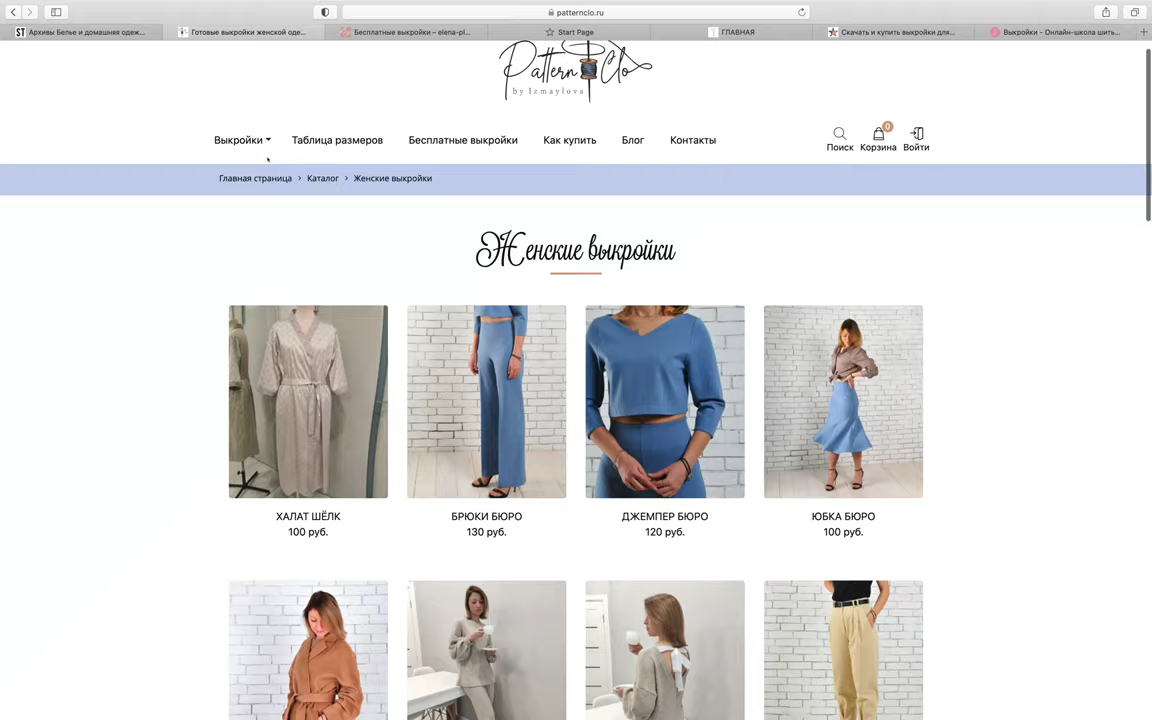 patternclo.ru
Архивы Белье и домашняя одеж...
Готовые выкройки женской оде...
Бесплатные выкройки – elena-pl...
Start Page
ГЛАВНАЯ
Скачать и купить выкройки для...
Выкройки - Онлайн-школа шить...
Pattern Clo
by Izmaylova
Выкройки
Таблица размеров
Бесплатные выкройки
Как купить
Блог
Контакты
0
Поиск
Корзина
Войти
Главная страница › Каталог › Женские выкройки
Женские выкройки
ХАЛАТ ШЁЛК
100 руб.
БРЮКИ БЮРО
130 руб.
ДЖЕМПЕР БЮРО
120 руб.
ЮБКА БЮРО
100 руб.